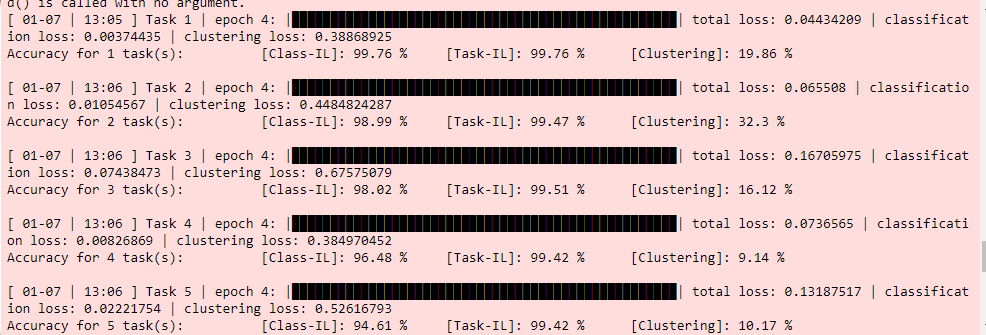 d() is called with no argument.
[ 01-07 | 13:05 ] Task 1 | epoch 4: | | total loss: 0.04434209 | classificat
ion loss: 0.00374435 | clustering loss: 0.38868925
Accuracy for 1 task(s): [Class-IL]: 99.76 % [Task-IL]: 99.76 % [Clustering]: 19.86 %
[ 01-07 | 13:06 ] Task 2 | epoch 4: | | total loss: 0.065508 | classificatio
n loss: 0.01054567 | clustering loss: 0.4484824287
Accuracy for 2 task(s): [Class-IL]: 98.99 % [Task-IL]: 99.47 % [Clustering]: 32.3 %
[ 01-07 | 13:06 ] Task 3 | epoch 4: | | total loss: 0.16705975 | classificat
ion loss: 0.07438473 | clustering loss: 0.67575079
Accuracy for 3 task(s): [Class-IL]: 98.02 % [Task-IL]: 99.51 % [Clustering]: 16.12 %
[ 01-07 | 13:06 ] Task 4 | epoch 4: | | total loss: 0.0736565 | classificati
on loss: 0.00826869 | clustering loss: 0.384970452
Accuracy for 4 task(s): [Class-IL]: 96.48 % [Task-IL]: 99.42 % [Clustering]: 9.14 %
[ 01-07 | 13:06 ] Task 5 | epoch 4: | | total loss: 0.13187517 | classificat
ion loss: 0.02221754 | clustering loss: 0.52616793
Accuracy for 5 task(s): [Class-IL]: 94.61 % [Task-IL]: 99.42 % [Clustering]: 10.17 %